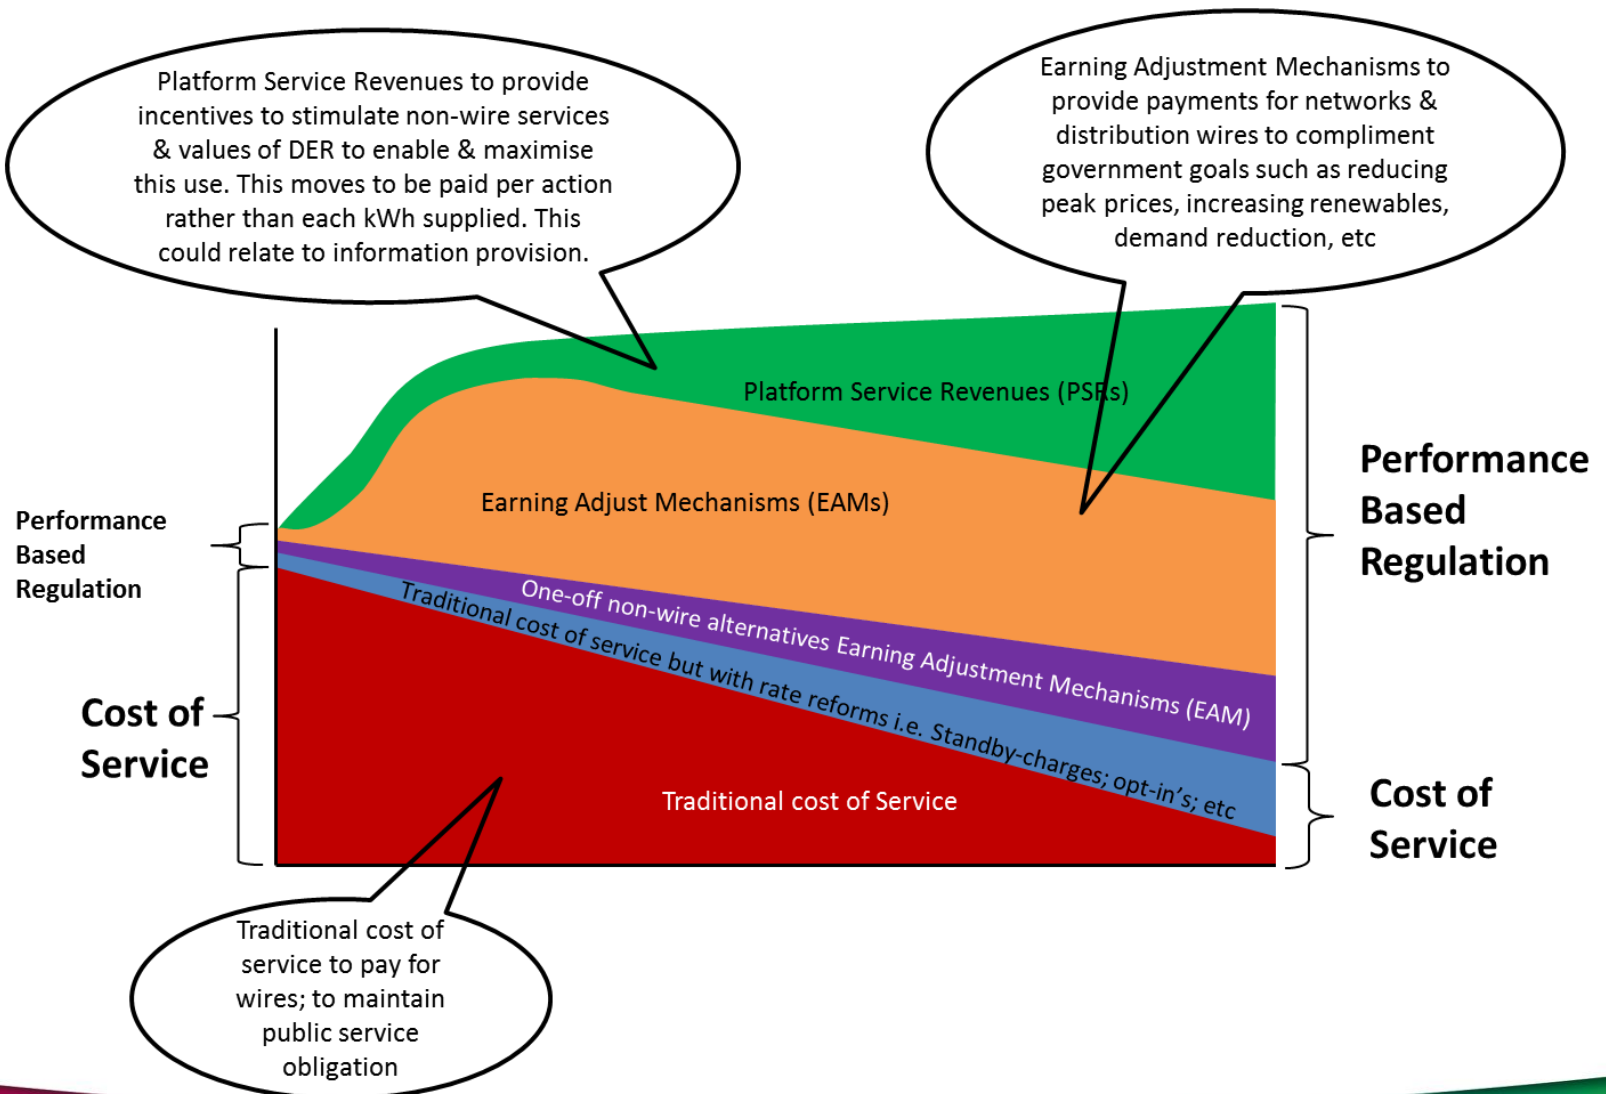 Platform Service Revenues to provide
incentives to stimulate non-wire services
& values of DER to enable & maximise
this use. This moves to be paid per action
rather than each kWh supplied. This
could relate to information provision.
Earning Adjustment Mechanisms to
provide payments for networks &
distribution wires to compliment
government goals such as reducing
peak prices, increasing renewables,
demand reduction, etc
Platform Service Revenues (PSRs)
Earning Adjust Mechanisms (EAMs)
Performance
Based
Regulation
Performance
Based
Regulation
One-off non-wire alternatives Earning Adjustment Mechanisms (EAM)
Traditional cost of service but with rate reforms i.e. Standby-charges; opt-in's; etc
Cost of
Service
Traditional cost of Service
Cost of
Service
Traditional cost of
service to pay for
wires; to maintain
public service
obligation